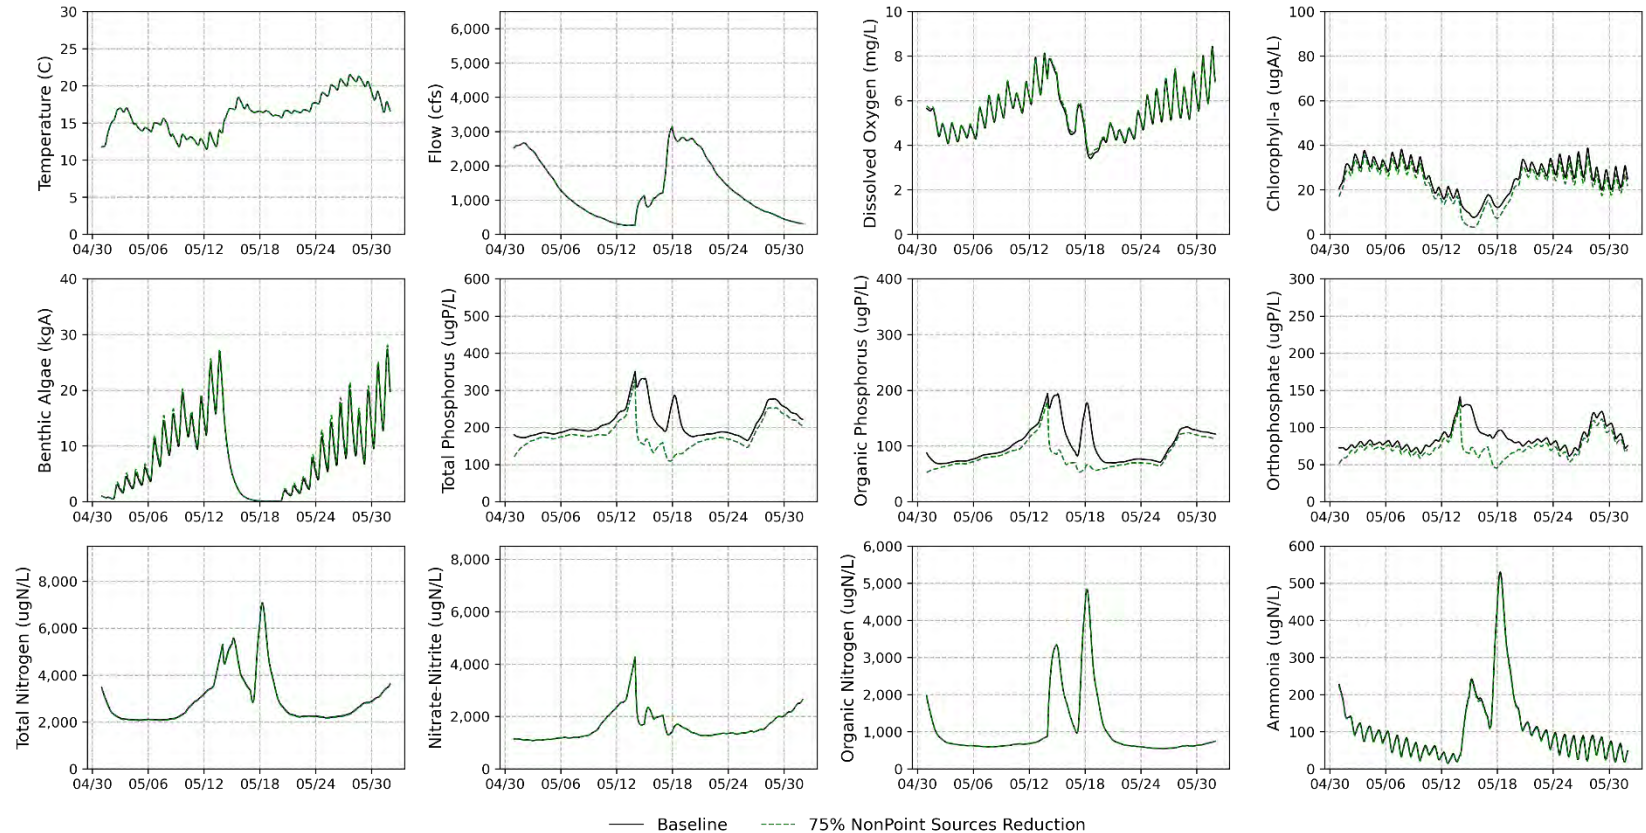 Temperature (C)
30
25
20
15
10
5
0
04/30 05/06 05/12 05/18 05/24 05/30
Flow (cfs)
6,000
5,000
4,000
3,000
2,000
1,000
0
04/30 05/06 05/12 05/18 05/24 05/30
Dissolved Oxygen (mg/L)
10
8
6
4
2
0
04/30 05/06 05/12 05/18 05/24 05/30
Chlorophyll-a (ugA/L)
100
80
60
40
20
0
04/30 05/06 05/12 05/18 05/24 05/30
Benthic Algae (kgA)
40
30
20
10
0
04/30 05/06 05/12 05/18 05/24 05/30
Total Phosphorus (ugP/L)
600
500
400
300
200
100
0
04/30 05/06 05/12 05/18 05/24 05/30
Organic Phosphorus (ugP/L)
400
300
200
100
0
04/30 05/06 05/12 05/18 05/24 05/30
Orthophosphate (ugP/L)
300
250
200
150
100
50
0
04/30 05/06 05/12 05/18 05/24 05/30
Total Nitrogen (ugN/L)
8,000
6,000
4,000
2,000
0
04/30 05/06 05/12 05/18 05/24 05/30
Nitrate-Nitrite (ugN/L)
8,000
6,000
4,000
2,000
0
04/30 05/06 05/12 05/18 05/24 05/30
Organic Nitrogen (ugN/L)
6,000
5,000
4,000
3,000
2,000
1,000
0
04/30 05/06 05/12 05/18 05/24 05/30
Ammonia (ugN/L)
600
500
400
300
200
100
0
04/30 05/06 05/12 05/18 05/24 05/30
Baseline 75% NonPoint Sources Reduction